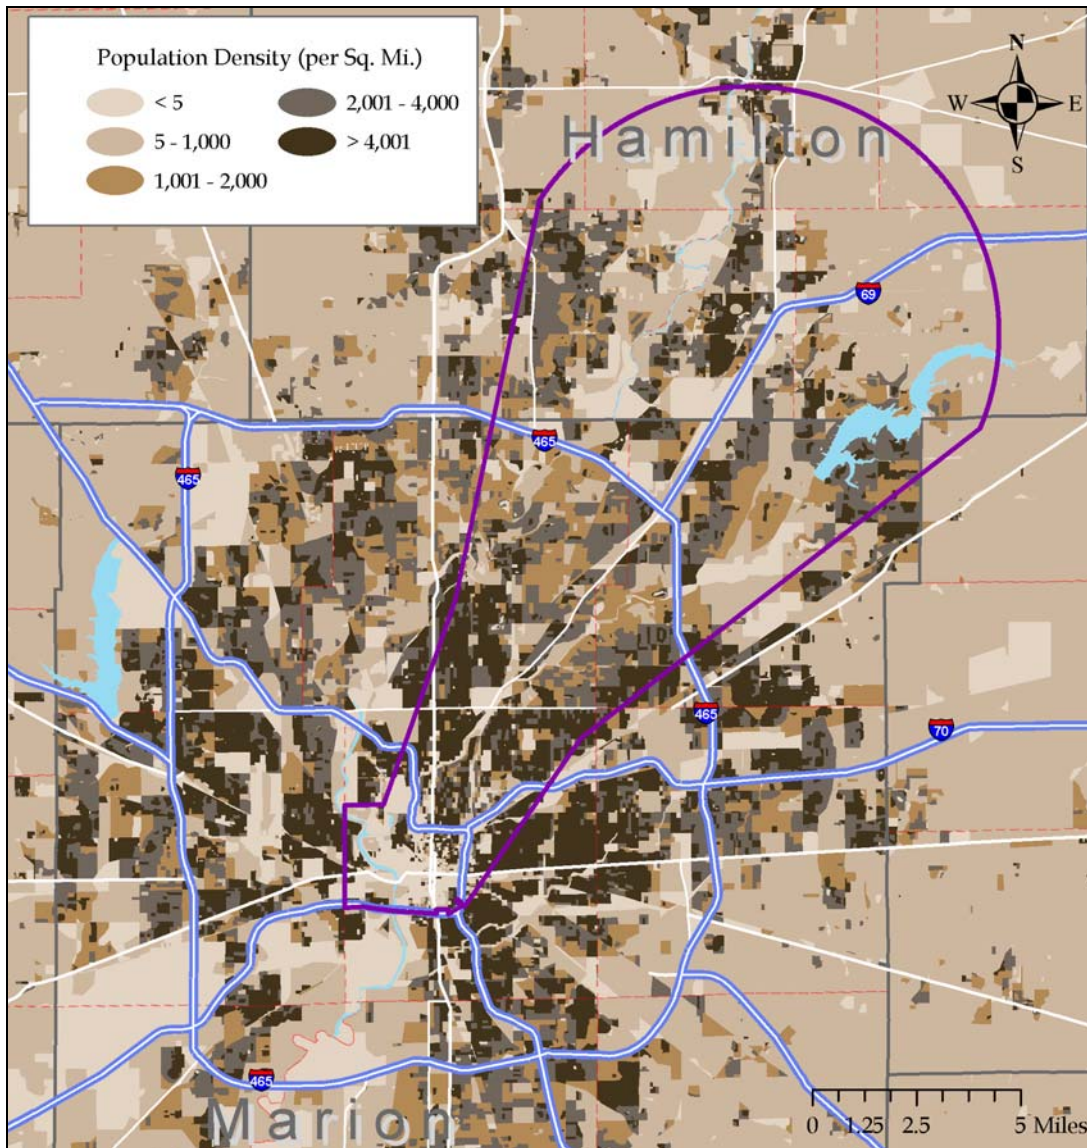 Population Density (per Sq. Mi.)
< 5
2,001 - 4,000
5 - 1,000
> 4,001
1,001 - 2,000
N
W
E
S
Hamilton
69
465
465
465
70
465
Marion
0 1.25 2.5 5 Miles